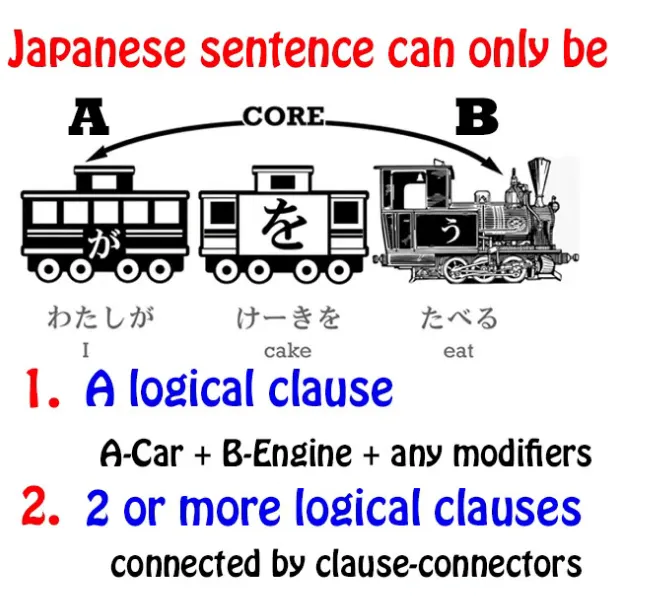 Japanese sentence can only be
A CORE B
が を う
わたしが けーきを たべる
I cake eat
1. A logical clause
A-Car + B-Engine + any modifiers
2. 2 or more logical clauses
connected by clause-connectors